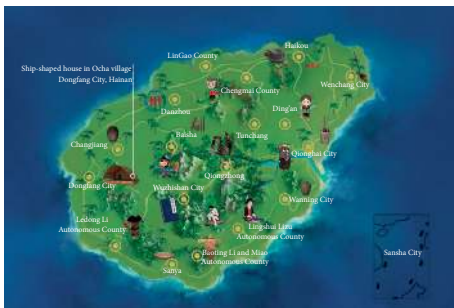 LinGao County
Haikou
Ship-shaped house in Ocha village
Dongfang City, Hainan
Chengmai County
Wenchang City
Danzhou
Ding'an
Changjiang
Baisha
Tunchang
Qionghai City
Dongfang City
Qiongzhong
Wuzhishan City
Wanning City
Ledong Li
Autonomous County
Lingshui Lizu
Autonomous County
Baoting Li and Miao
Autonomous County
Sanya
Sansha City